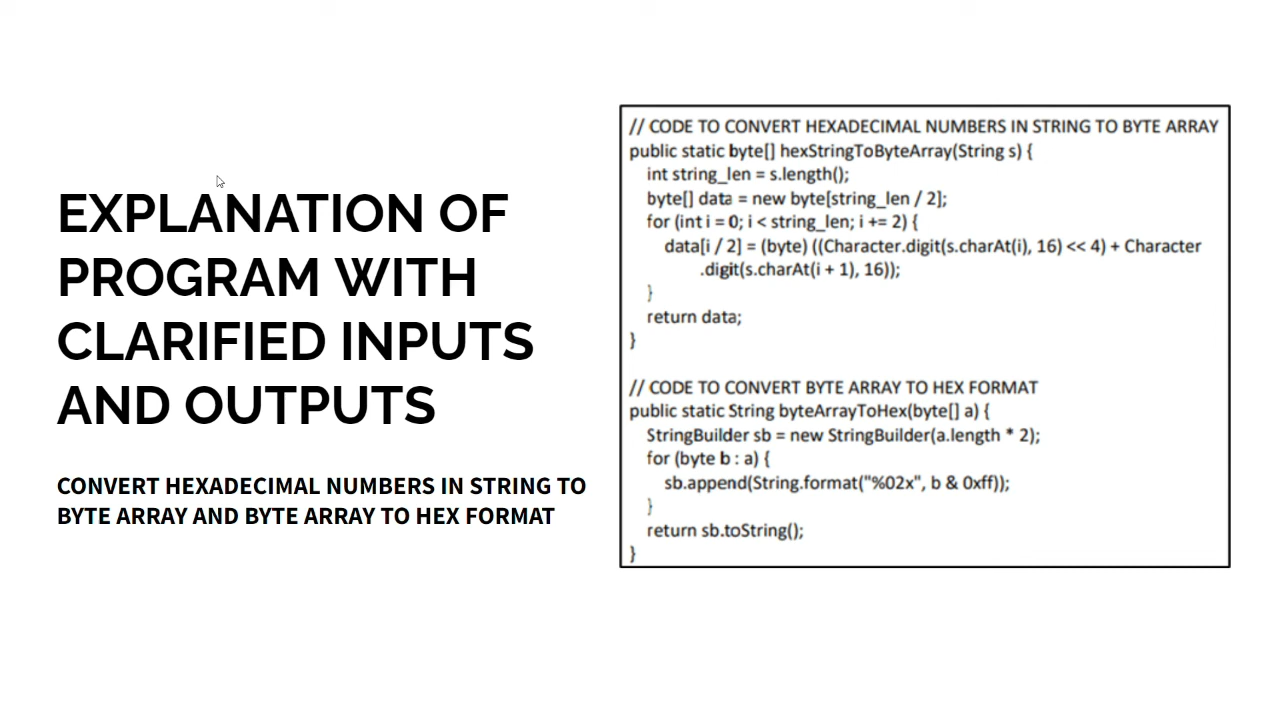 EXPLANATION OF
PROGRAM WITH
CLARIFIED INPUTS
AND OUTPUTS
CONVERT HEXADECIMAL NUMBERS IN STRING TO
BYTE ARRAY AND BYTE ARRAY TO HEX FORMAT
// CODE TO CONVERT HEXADECIMAL NUMBERS IN STRING TO BYTE ARRAY
public static byte[] hexStringToByteArray(String s) {
int string_len = s.length();
byte[] data = new byte[string_len / 2];
for (int i = 0; i < string_len; i += 2) {
data[i / 2] = (byte) ((Character.digit(s.charAt(i), 16) << 4) + Character
.digit(s.charAt(i + 1), 16));
}
return data;
}
// CODE TO CONVERT BYTE ARRAY TO HEX FORMAT
public static String byteArrayToHex(byte[] a) {
StringBuilder sb = new StringBuilder(a.length * 2);
for (byte b : a) {
sb.append(String.format("%02x", b & 0xff));
}
return sb.toString();
}